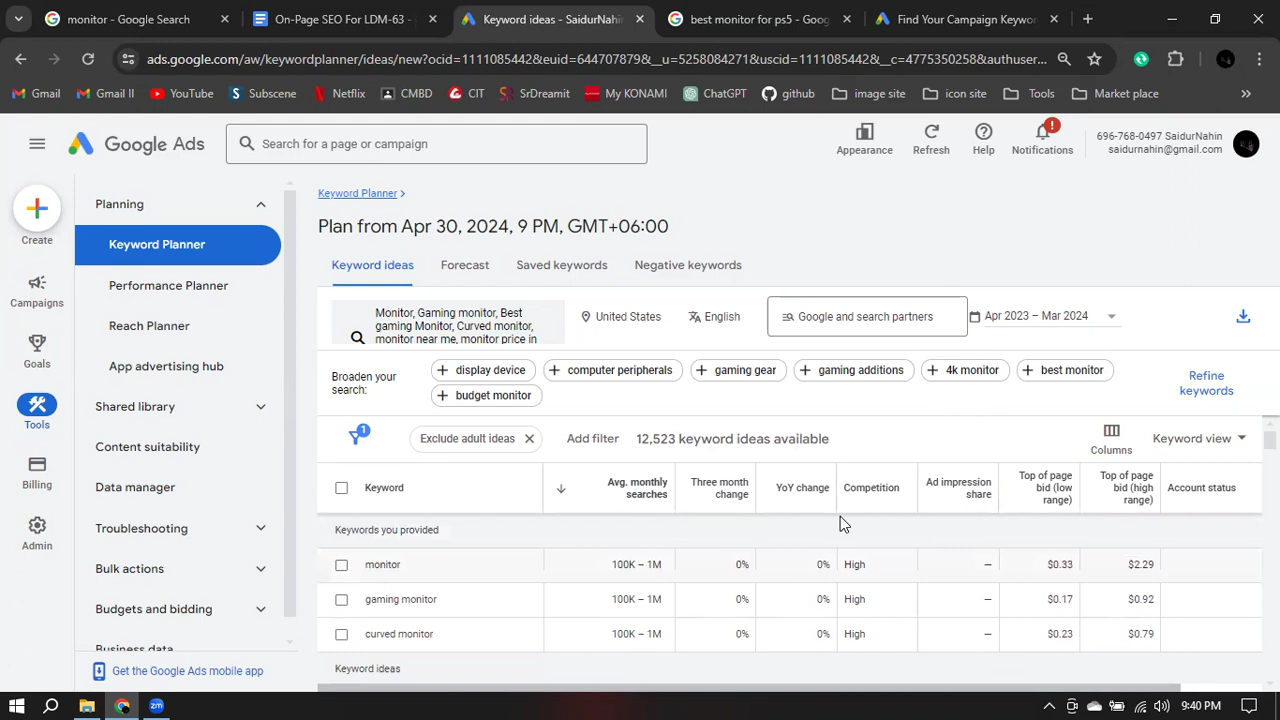 monitor - Google Search
On-Page SEO For LDM-63 -
Keyword ideas - SaidurNahin
best monitor for ps5 - Goog
Find Your Campaign Keywor
ads.google.com/aw/keywordplanner/ideas/new?ocid=1111085442&euid=644707879&__u=5258084271&uscid=1111085442&__c=4775350258&authuser...
Gmail
Gmail II
YouTube
Subscene
Netflix
CMBD
CIT
SrDreamit
My KONAMI
ChatGPT
github
image site
icon site
Tools
Market place
Google Ads
Search for a page or campaign
Appearance
Refresh
Help
Notifications
696-768-0497 SaidurNahin
saidurnahin@gmail.com
Create
Campaigns
Goals
Tools
Billing
Admin
Planning
Keyword Planner
Performance Planner
Reach Planner
App advertising hub
Shared library
Content suitability
Data manager
Troubleshooting
Bulk actions
Budgets and bidding
Business data
Get the Google Ads mobile app
Keyword Planner
Plan from Apr 30, 2024, 9 PM, GMT+06:00
Keyword ideas
Forecast
Saved keywords
Negative keywords
Monitor, Gaming monitor, Best
gaming Monitor, Curved monitor,
monitor near me, monitor price in
United States
English
Google and search partners
Apr 2023 – Mar 2024
Broaden your
search:
display device
computer peripherals
gaming gear
gaming additions
4k monitor
best monitor
budget monitor
Refine
keywords
1
Exclude adult ideas
Add filter
12,523 keyword ideas available
Columns
Keyword view
Keyword
Avg. monthly
searches
Three month
change
YoY change
Competition
Ad impression
share
Top of page
bid (low
range)
Top of page
bid (high
range)
Account status
Keywords you provided
monitor 100K – 1M 0% 0% High — $0.33 $2.29
gaming monitor 100K – 1M 0% 0% High — $0.17 $0.92
curved monitor 100K – 1M 0% 0% High — $0.23 $0.79
Keyword ideas
9:40 PM